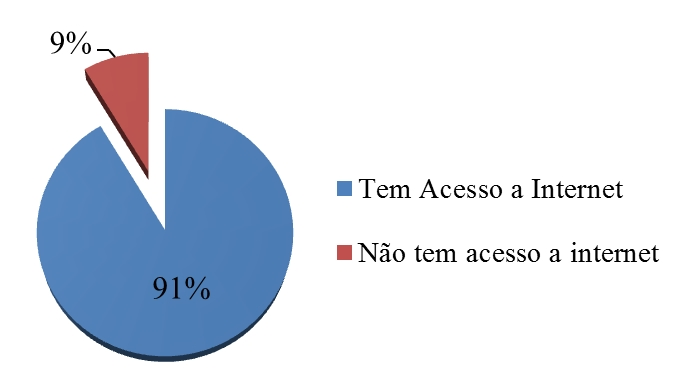 9%
91%
Tem Acesso a Internet
Não tem acesso a internet